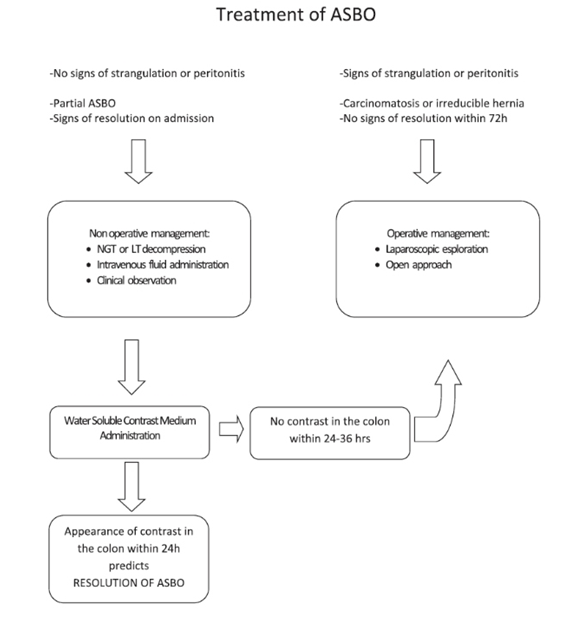 Treatment of ASBO
-No signs of strangulation or peritonitis
-Partial ASBO
-Signs of resolution on admission
-Signs of strangulation or peritonitis
-Carcinomatosis or irreducible hernia
-No signs of resolution within 72h
Non operative management:
• NGT or LT decompression
• Intravenous fluid administration
• Clinical observation
Operative management:
• Laparoscopic esploration
• Open approach
Water Soluble Contrast Medium
Administration
No contrast in the colon
within 24-36 hrs
Appearance of contrast in
the colon within 24h
predicts
RESOLUTION OF ASBO